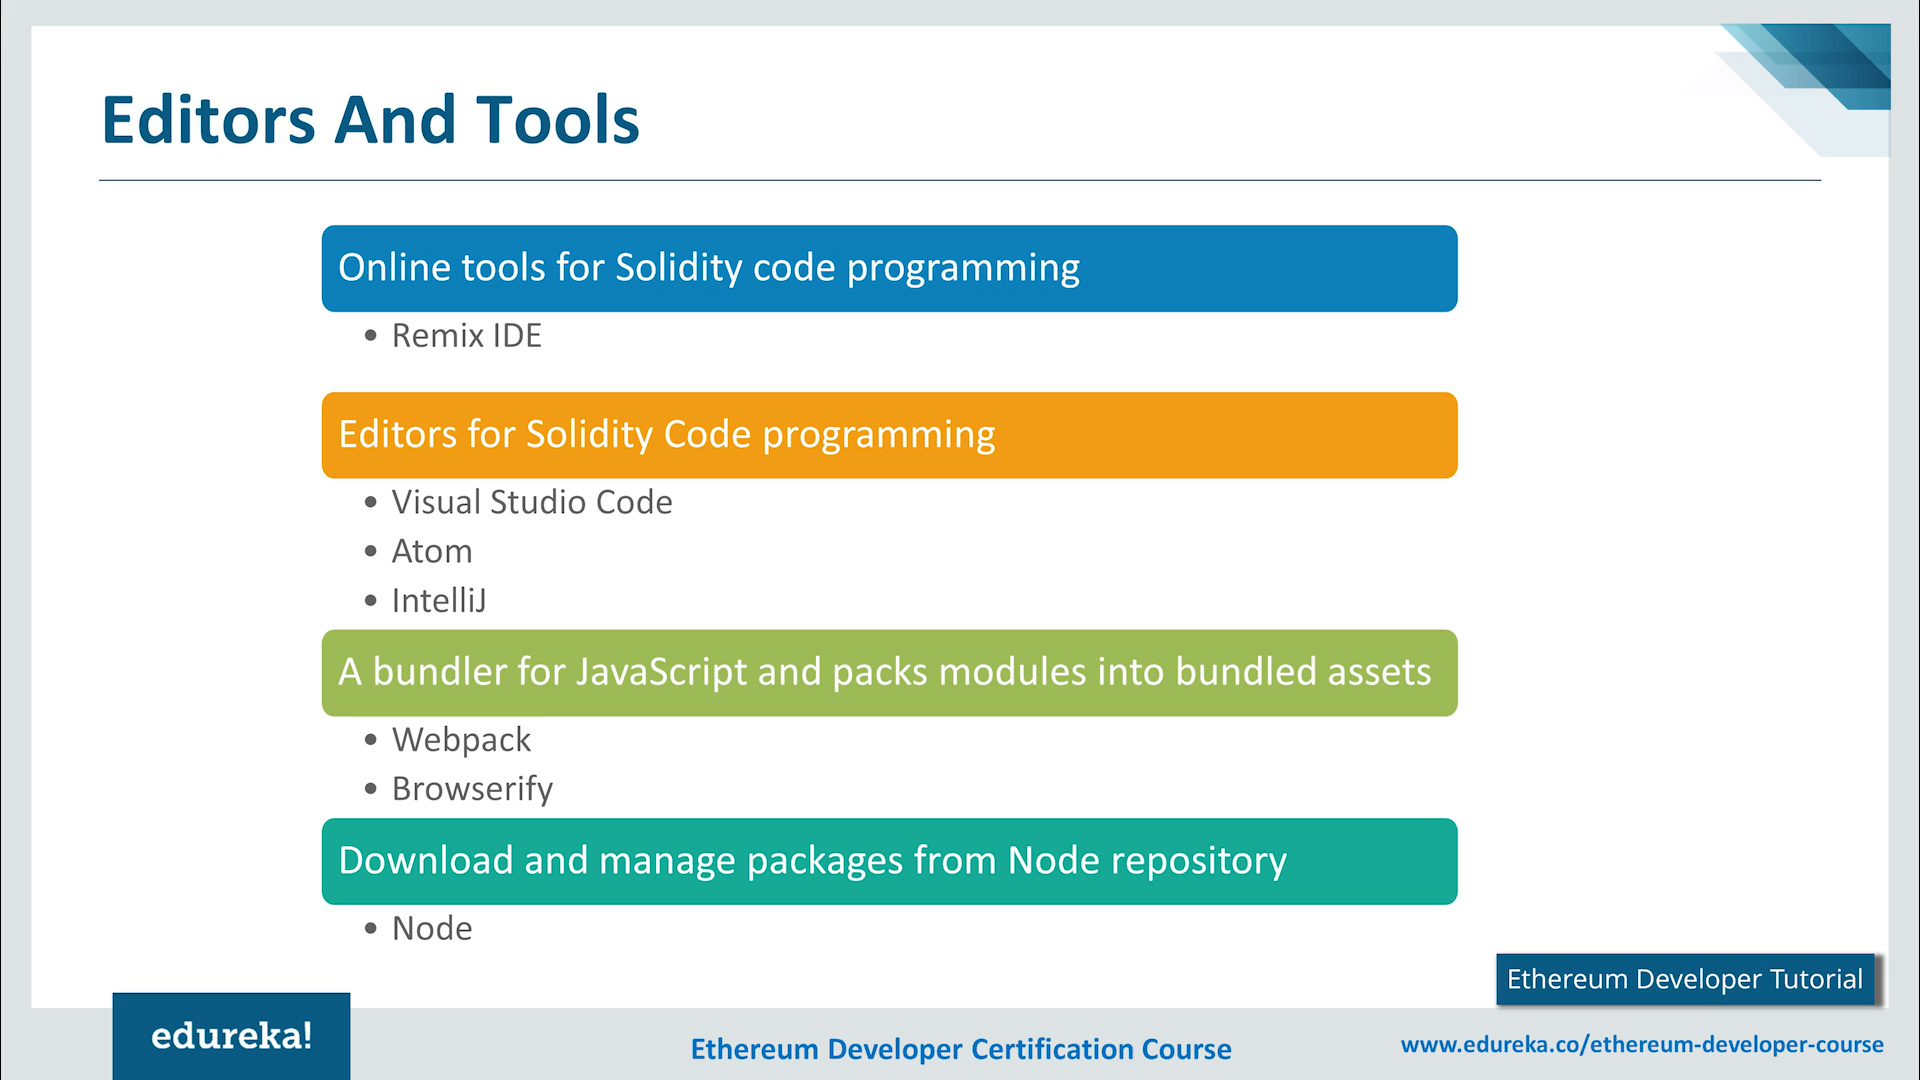 Editors And Tools
Online tools for Solidity code programming
• Remix IDE
Editors for Solidity Code programming
• Visual Studio Code
• Atom
• IntelliJ
A bundler for JavaScript and packs modules into bundled assets
• Webpack
• Browserify
Download and manage packages from Node repository
• Node
Ethereum Developer Tutorial
edureka!
Ethereum Developer Certification Course
www.edureka.co/ethereum-developer-course